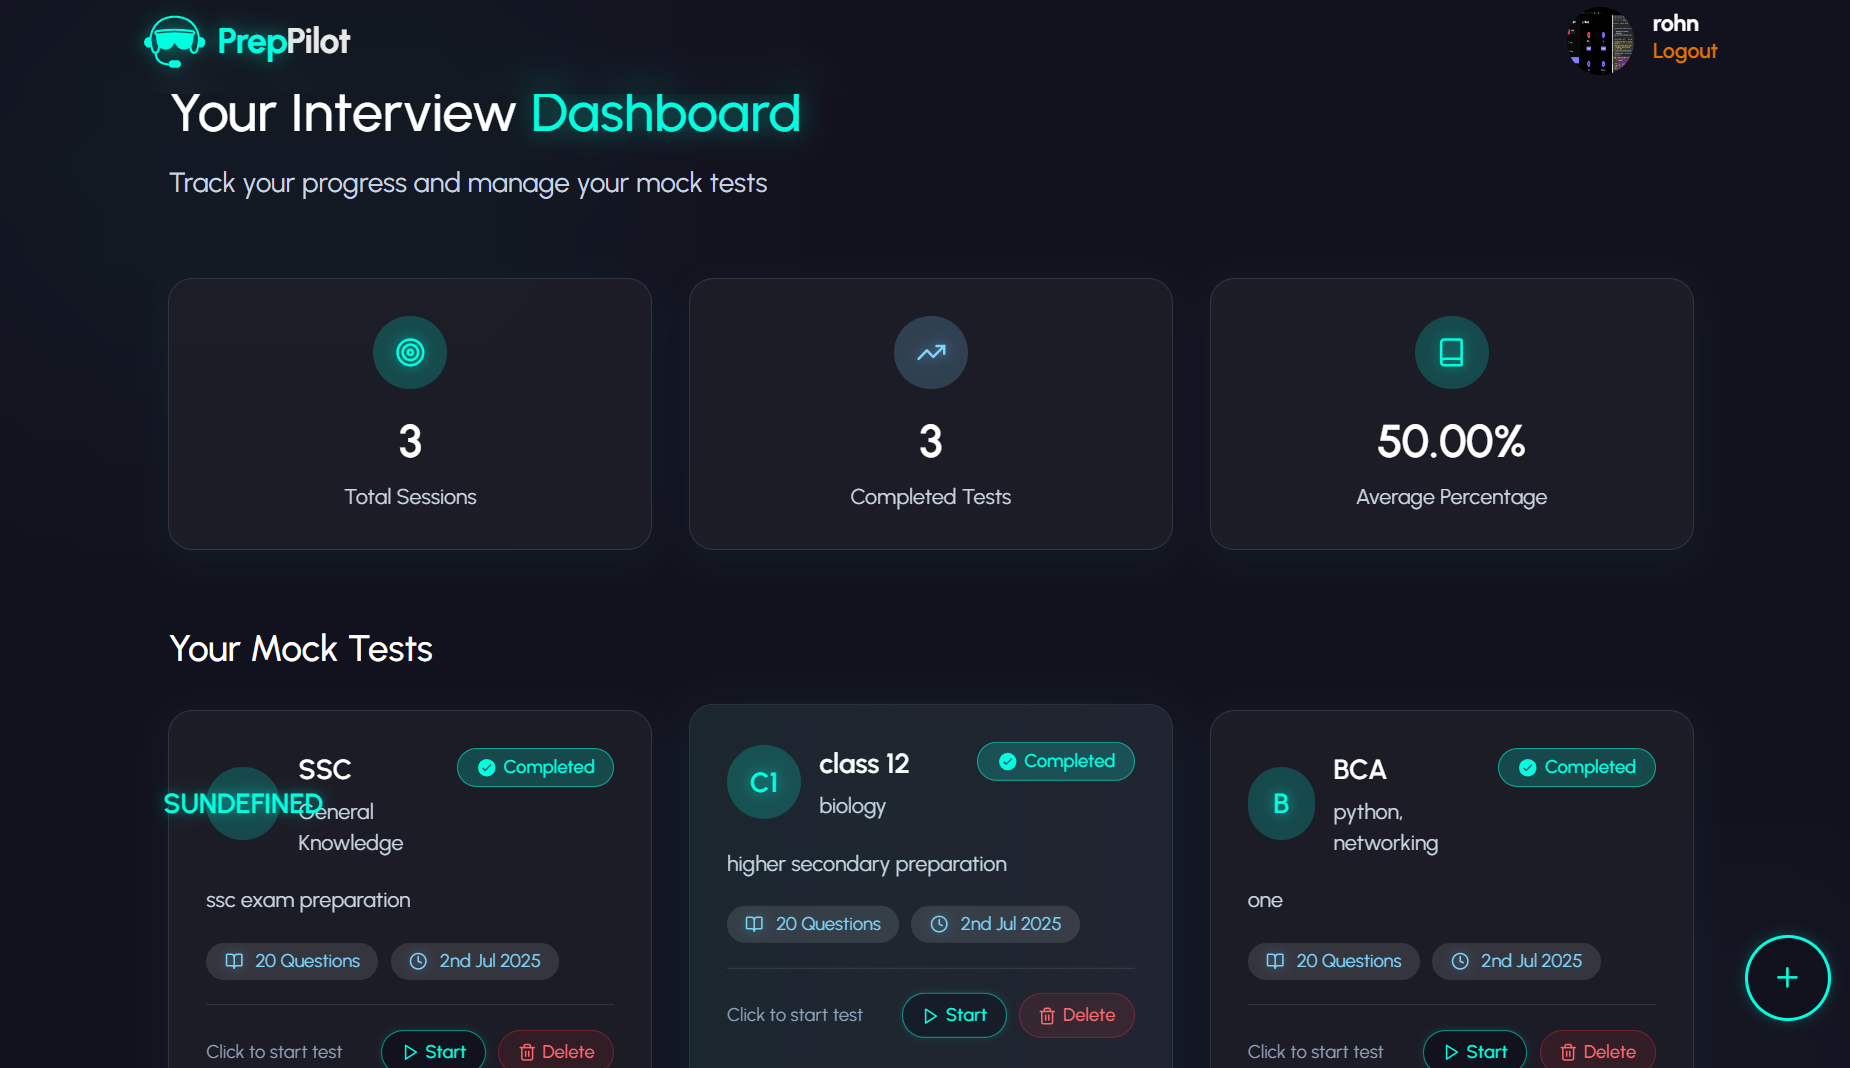 PrepPilot
rohn
Logout
Your Interview Dashboard
Track your progress and manage your mock tests
3
Total Sessions
3
Completed Tests
50.00%
Average Percentage
Your Mock Tests
SUNDEFINED
SSC
Completed
General
Knowledge
ssc exam preparation
20 Questions
2nd Jul 2025
Click to start test
Start
Delete
C1
class 12
Completed
biology
higher secondary preparation
20 Questions
2nd Jul 2025
Click to start test
Start
Delete
B
BCA
Completed
python,
networking
one
20 Questions
2nd Jul 2025
Click to start test
Start
Delete